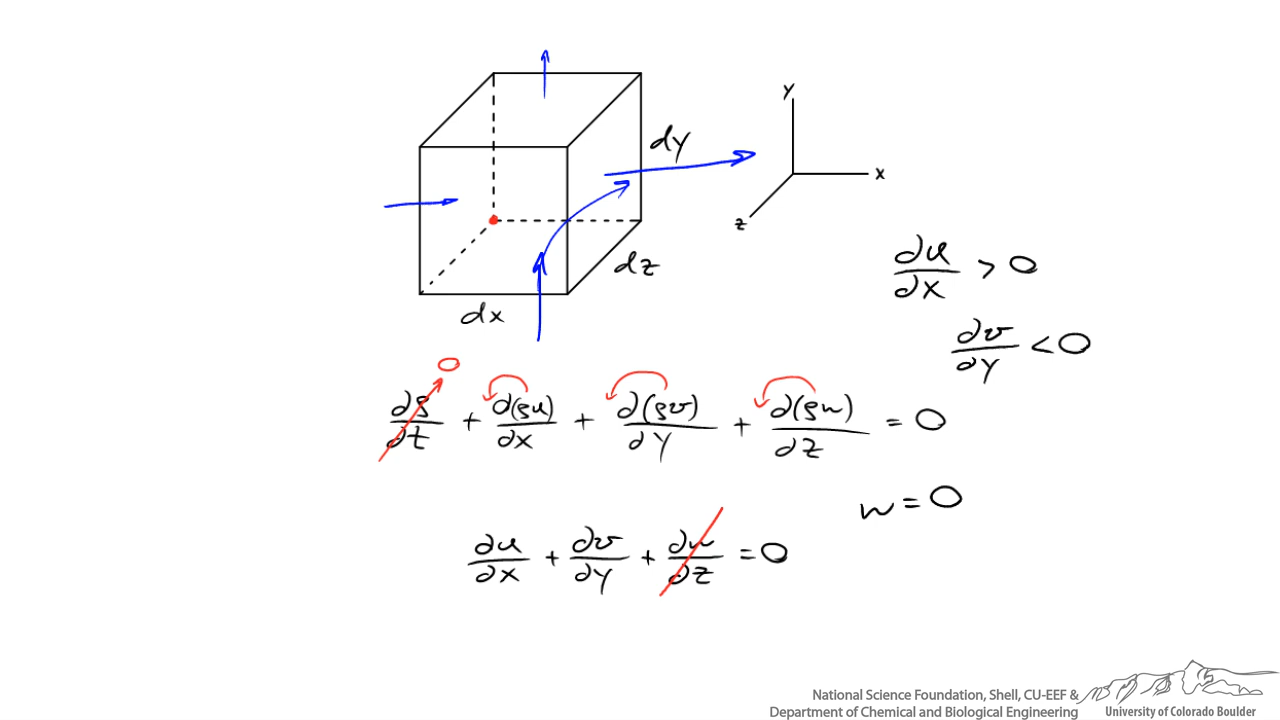 y
dy
x
z
dz
dx
∂u/∂x > 0
∂v/∂y < 0
0
∂ρ/∂t + ∂(ρu)/∂x + ∂(ρv)/∂y + ∂(ρw)/∂z = 0
w = 0
∂u/∂x + ∂v/∂y + ∂w/∂z = 0
National Science Foundation, Shell, CU-EEF &
Department of Chemical and Biological Engineering
University of Colorado Boulder